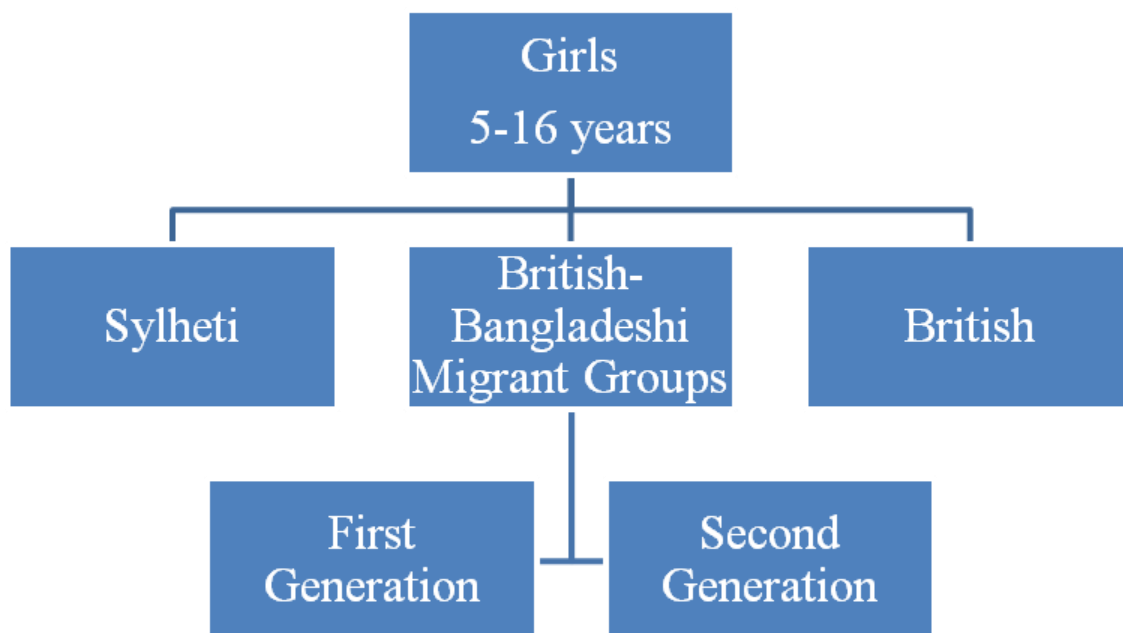 Girls
5-16 years
Sylheti
British-
Bangladeshi
Migrant Groups
British
First
Generation
Second
Generation